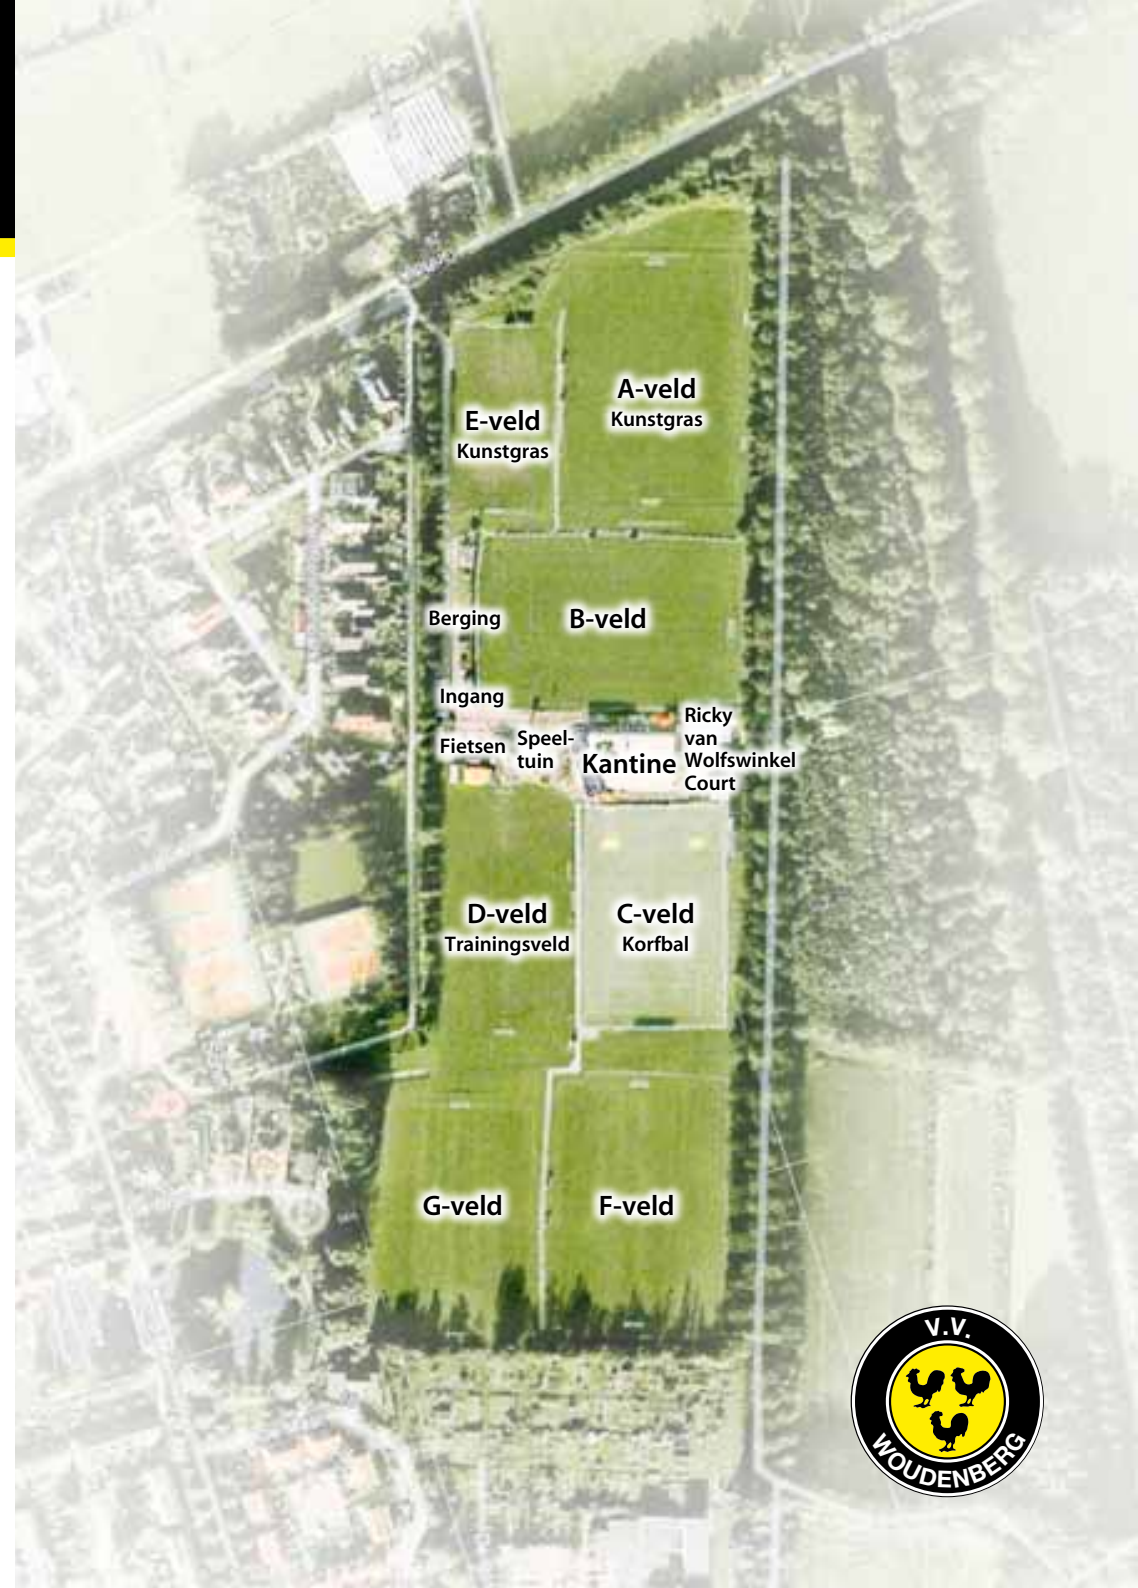 A-veld
Kunstgras
E-veld
Kunstgras
Berging
B-veld
Ingang
Fietsen
Speel-
tuin
Kantine
Ricky
van
Wolfswinkel
Court
D-veld
Trainingsveld
C-veld
Korfbal
G-veld
F-veld
V.V.
WOUDENBERG